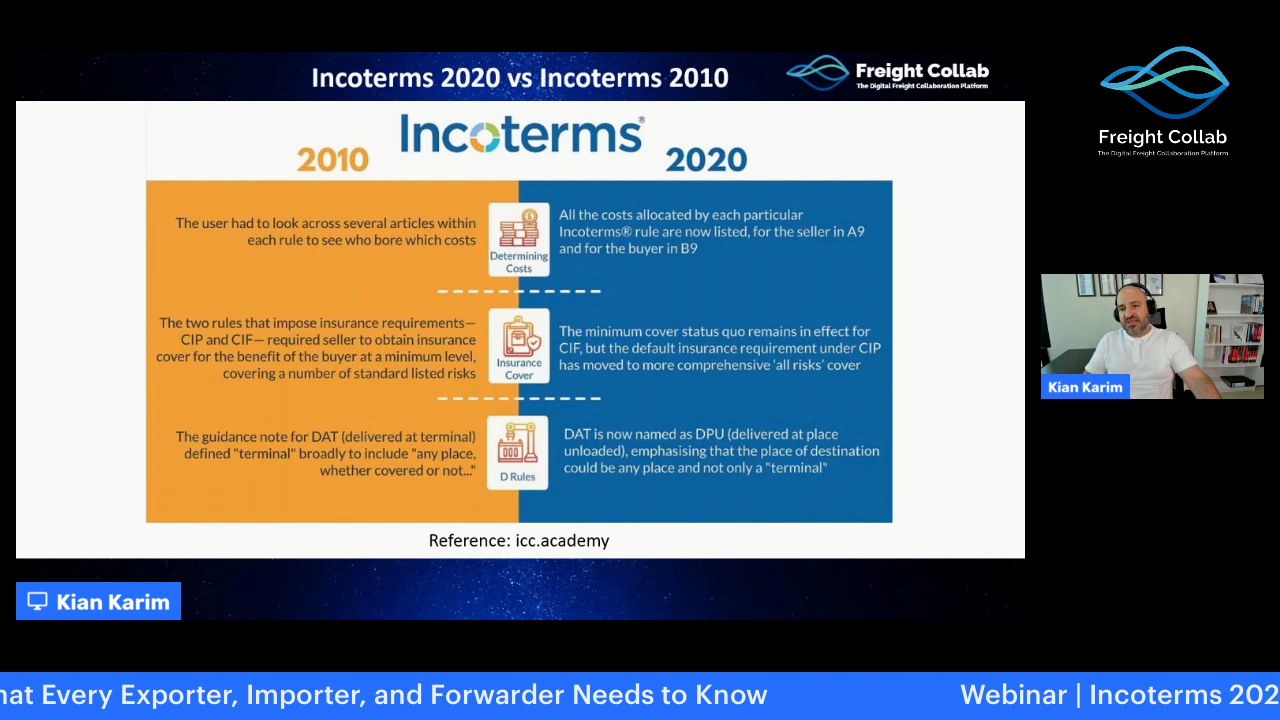 Incoterms 2020 vs Incoterms 2010
Freight Collab
The Digital Freight Collaboration Platform
Freight Collab
The Digital Freight Collaboration Platform
Incoterms®
2010
2020
The user had to look across several articles within
each rule to see who bore which costs
Determining
Costs
All the costs allocated by each particular
Incoterms® rule are now listed, for the seller in A9
and for the buyer in B9
The two rules that impose insurance requirements—
CIP and CIF— required seller to obtain insurance
cover for the benefit of the buyer at a minimum level,
covering a number of standard listed risks
Insurance
Cover
The minimum cover status quo remains in effect for
CIF, but the default insurance requirement under CIP
has moved to more comprehensive 'all risks' cover
The guidance note for DAT (delivered at terminal)
defined "terminal" broadly to include "any place,
whether covered or not..."
D Rules
DAT is now named as DPU (delivered at place
unloaded), emphasising that the place of destination
could be any place and not only a "terminal"
Reference: icc.academy
Kian Karim
Kian Karim
hat Every Exporter, Importer, and Forwarder Needs to Know
Webinar | Incoterms 202